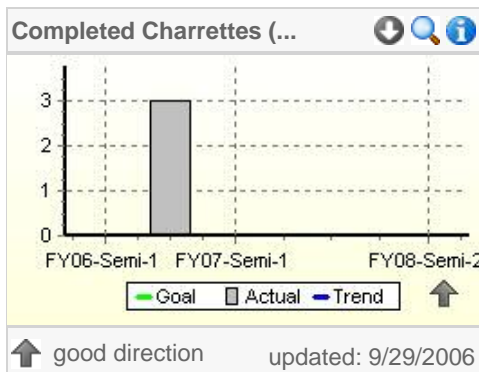 Completed Charrettes (...
3
2
1
0
FY06-Semi-1 FY07-Semi-1 FY08-Semi-2
Goal Actual Trend
good direction updated: 9/29/2006